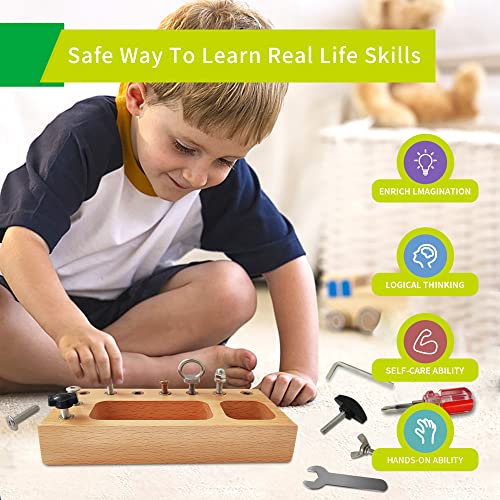 Safe Way To Learn Real Life Skills
ENRICH LMAGINATION
LOGICAL THINKING
SELF-CARE ABILITY
HANDS-ON ABILITY